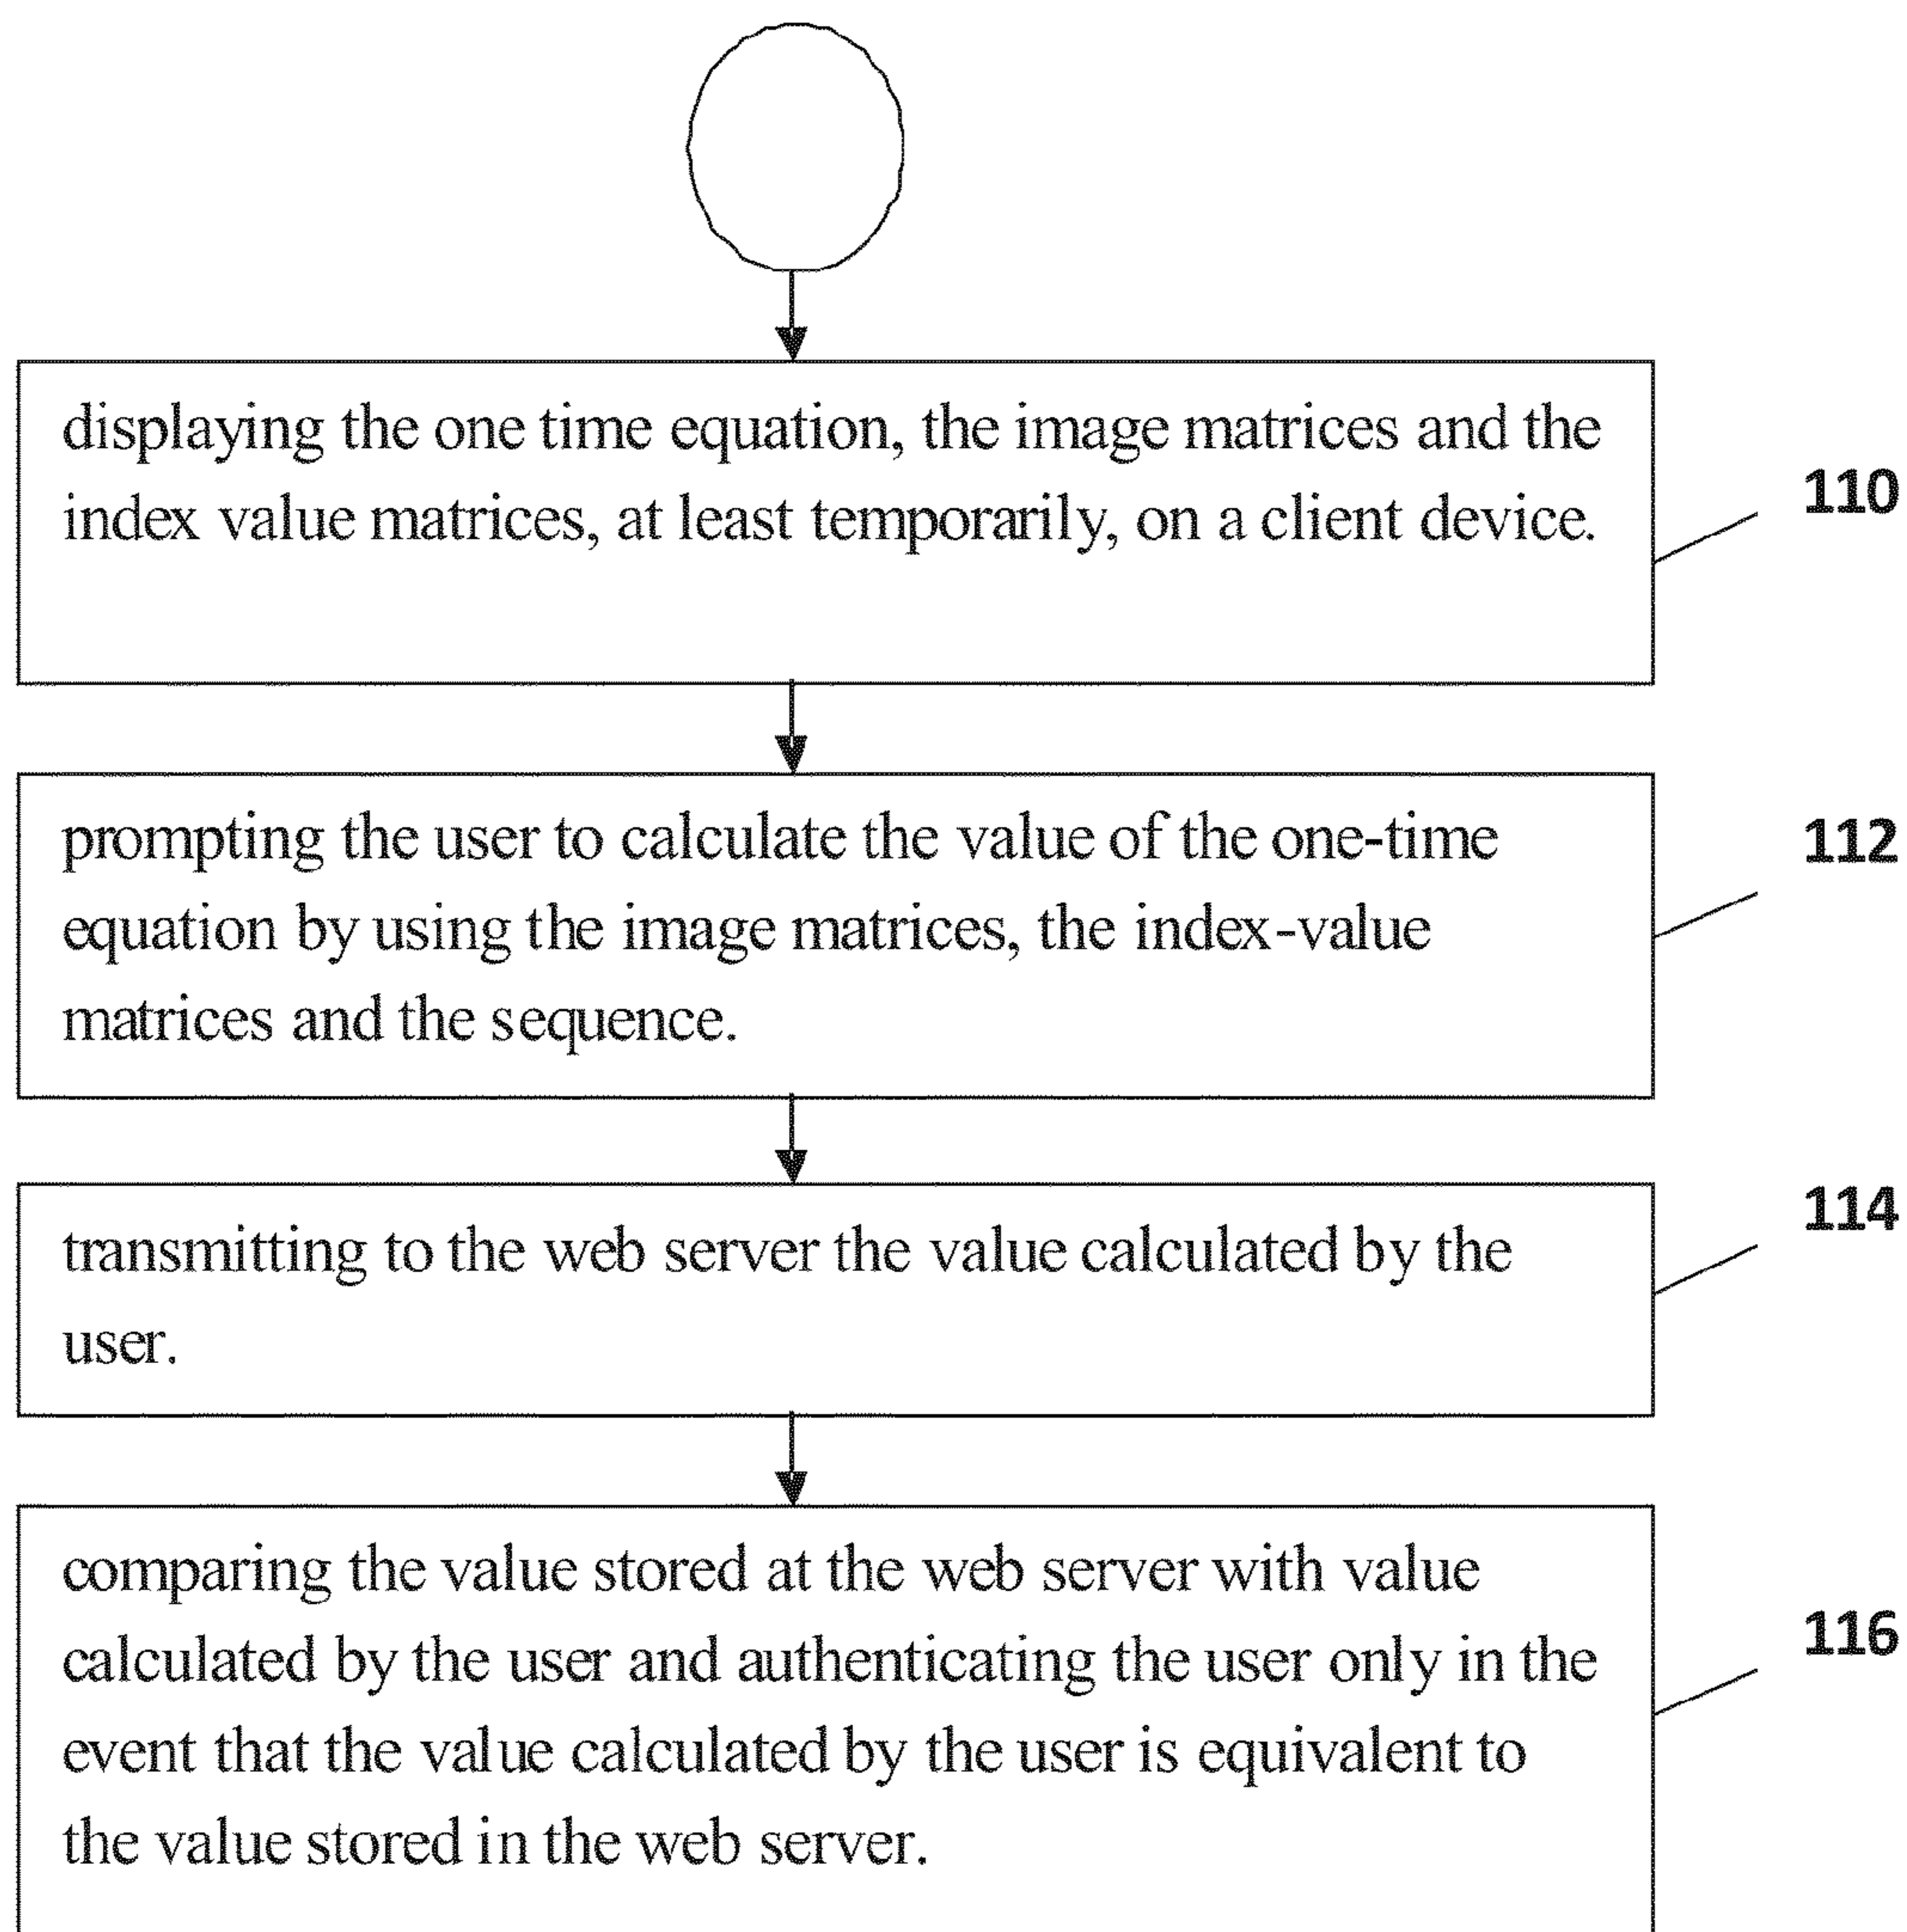 displaying the one time equation, the image matrices and the
index value matrices, at least temporarily, on a client device.
110
prompting the user to calculate the value of the one-time
equation by using the image matrices, the index-value
matrices and the sequence.
112
transmitting to the web server the value calculated by the
user.
114
comparing the value stored at the web server with value
calculated by the user and authenticating the user only in the
event that the value calculated by the user is equivalent to
the value stored in the web server.
116